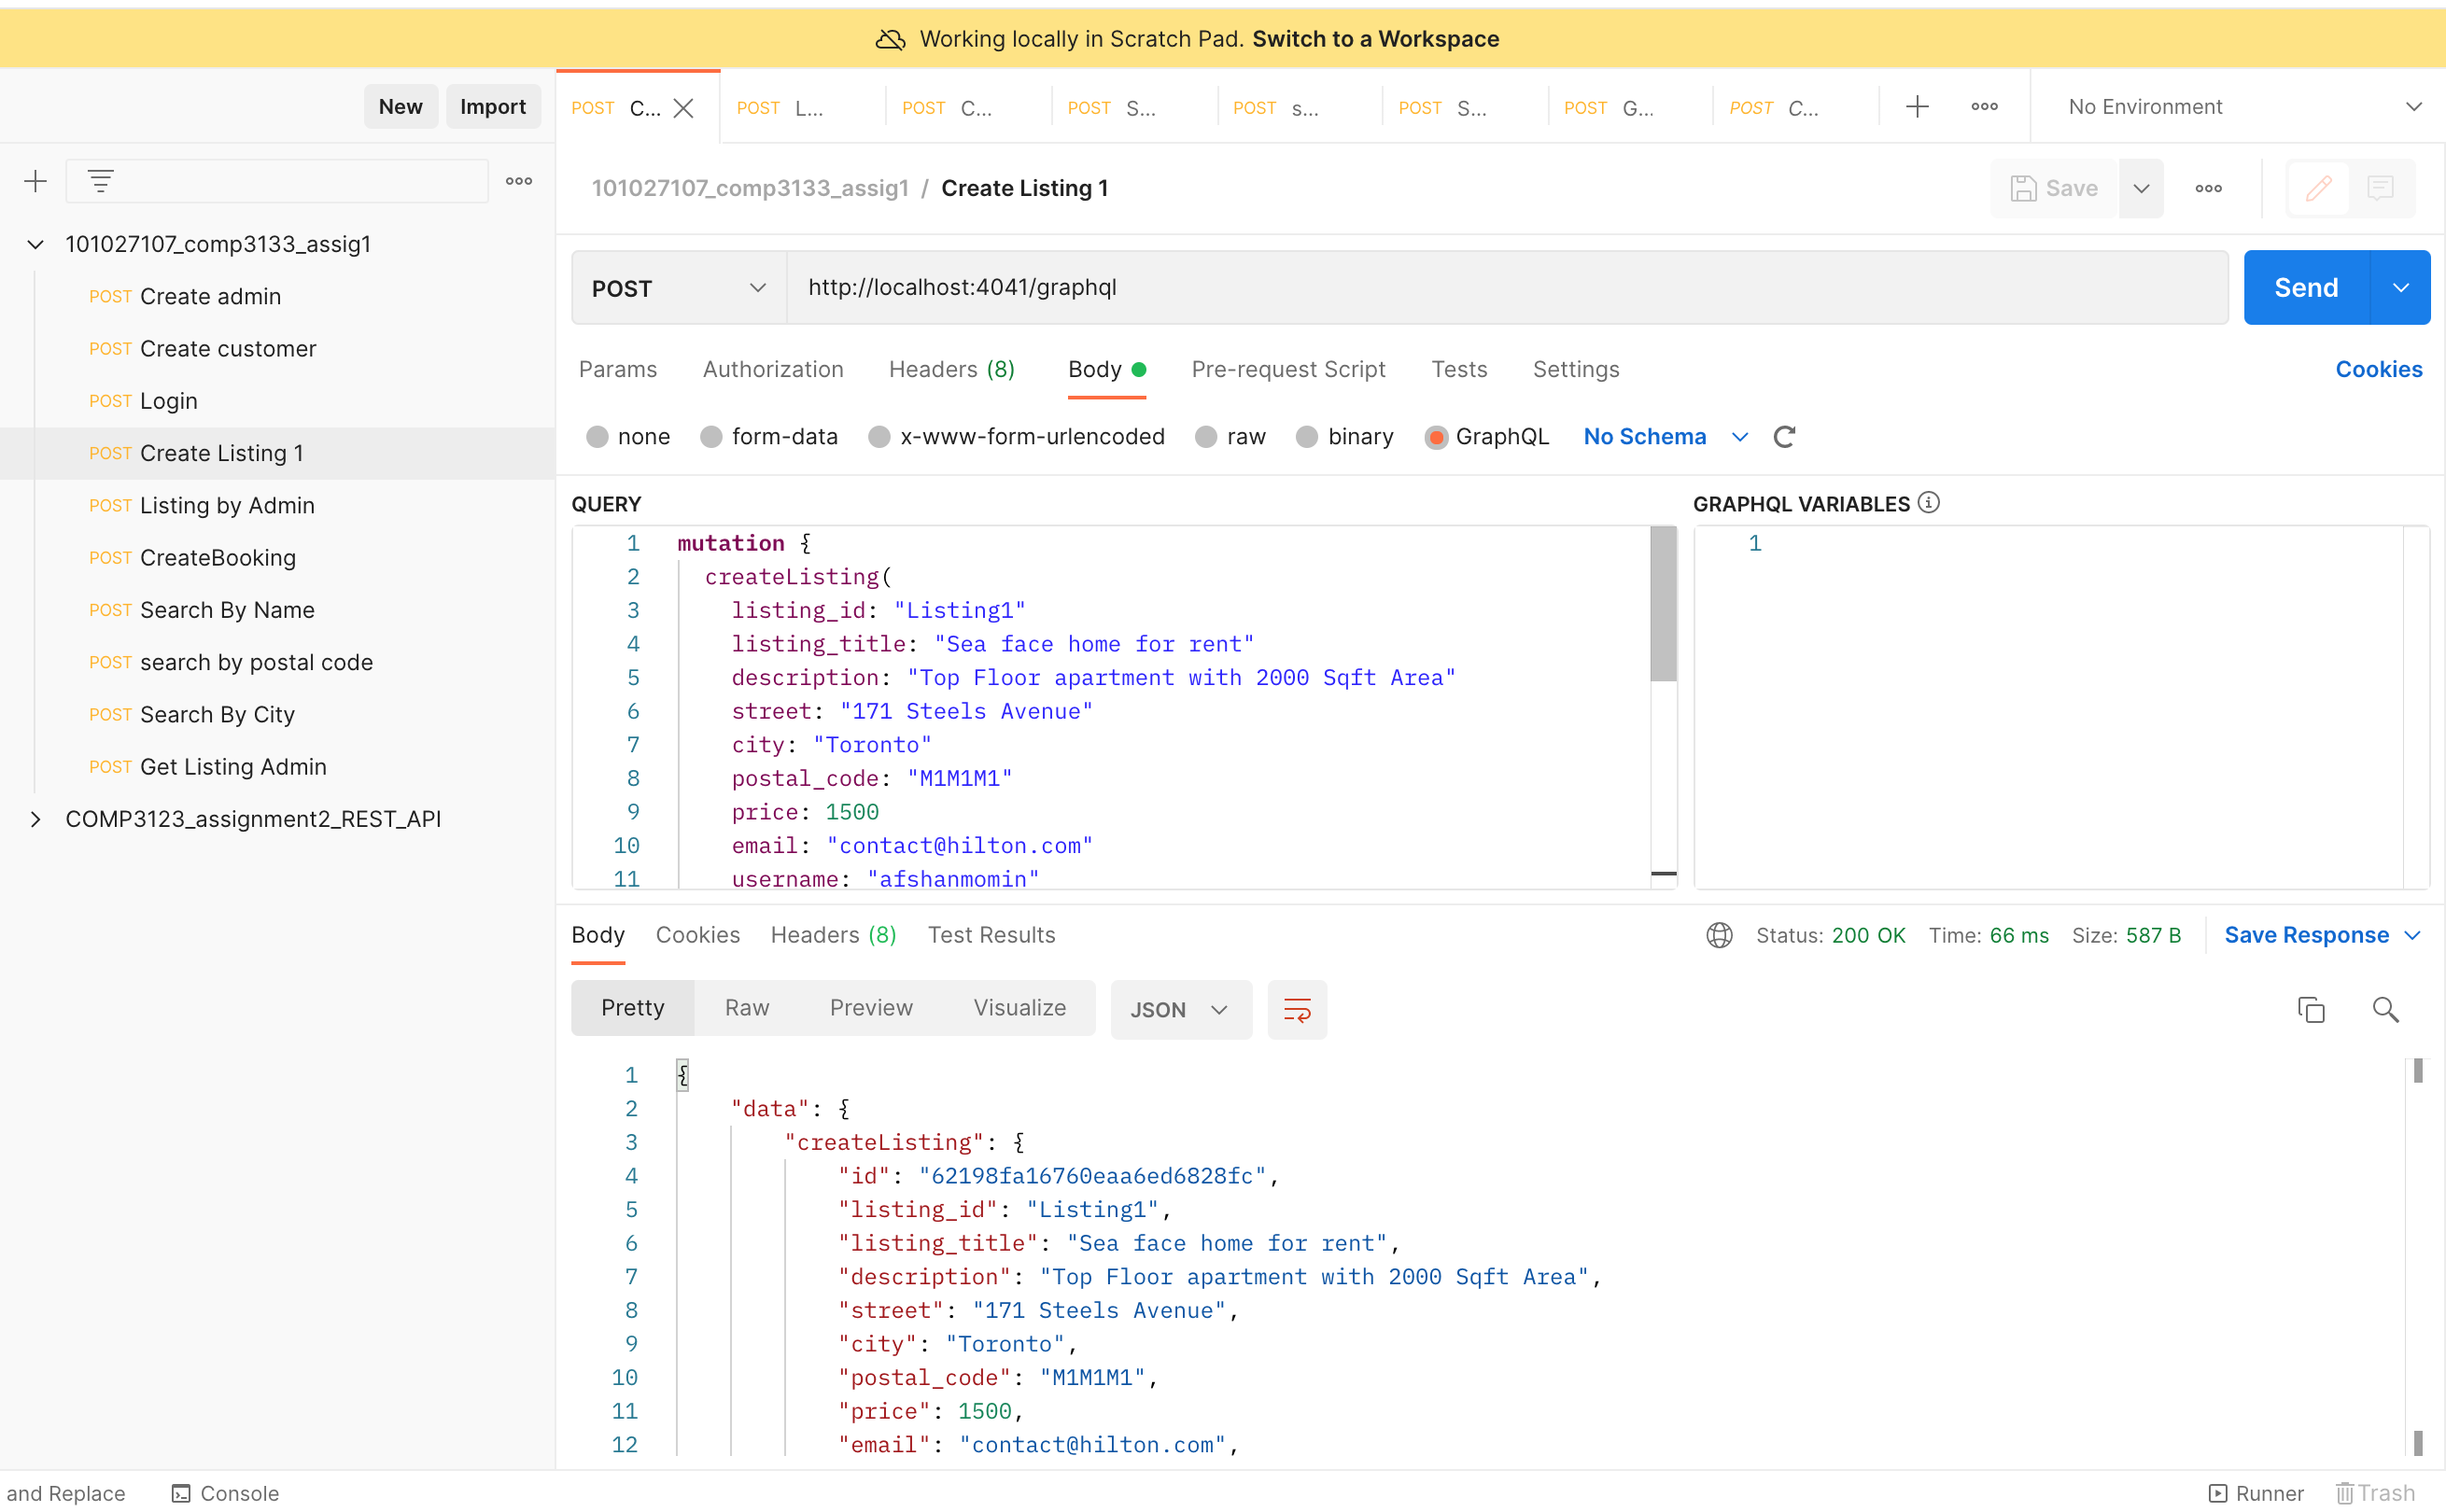 Working locally in Scratch Pad. Switch to a Workspace
New Import
POST C... POST L... POST C... POST S... POST s... POST S... POST G... POST C...
No Environment
101027107_comp3133_assig1
POST Create admin
POST Create customer
POST Login
POST Create Listing 1
POST Listing by Admin
POST CreateBooking
POST Search By Name
POST search by postal code
POST Search By City
POST Get Listing Admin
COMP3123_assignment2_REST_API
101027107_comp3133_assig1 / Create Listing 1
Save
POST http://localhost:4041/graphql Send
Params Authorization Headers (8) Body Pre-request Script Tests Settings Cookies
none form-data x-www-form-urlencoded raw binary GraphQL No Schema
QUERY
1 mutation {
2 createListing(
3 listing_id: "Listing1"
4 listing_title: "Sea face home for rent"
5 description: "Top Floor apartment with 2000 Sqft Area"
6 street: "171 Steels Avenue"
7 city: "Toronto"
8 postal_code: "M1M1M1"
9 price: 1500
10 email: "contact@hilton.com"
11 username: "afshanmomin"
GRAPHQL VARIABLES
1
Body Cookies Headers (8) Test Results
Status: 200 OK Time: 66 ms Size: 587 B Save Response
Pretty Raw Preview Visualize JSON
1 {
2 "data": {
3 "createListing": {
4 "id": "62198fa16760eaa6ed6828fc",
5 "listing_id": "Listing1",
6 "listing_title": "Sea face home for rent",
7 "description": "Top Floor apartment with 2000 Sqft Area",
8 "street": "171 Steels Avenue",
9 "city": "Toronto",
10 "postal_code": "M1M1M1",
11 "price": 1500,
12 "email": "contact@hilton.com",
and Replace Console Runner Trash